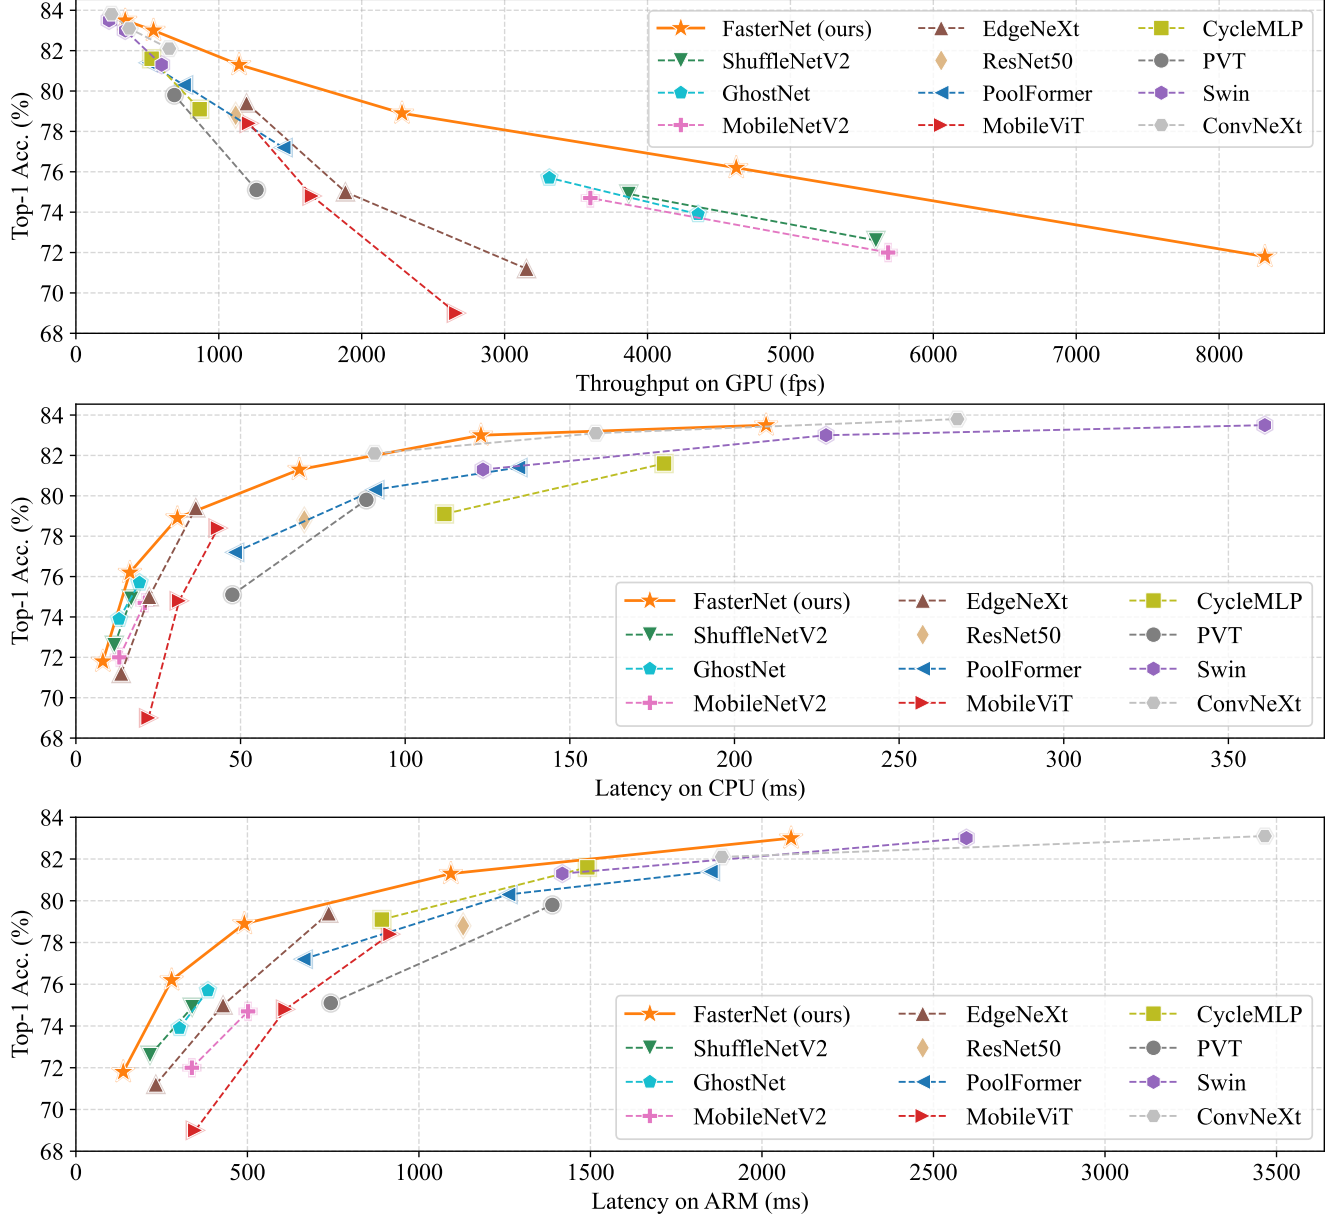 84
82
80
78
76
74
72
70
68
Top-1 Acc. (%)
FasterNet (ours)
ShuffleNetV2
GhostNet
MobileNetV2
EdgeNeXt
ResNet50
PoolFormer
MobileViT
CycleMLP
PVT
Swin
ConvNeXt
0 1000 2000 3000 4000 5000 6000 7000 8000
Throughput on GPU (fps)
84
82
80
78
76
74
72
70
68
Top-1 Acc. (%)
FasterNet (ours)
ShuffleNetV2
GhostNet
MobileNetV2
EdgeNeXt
ResNet50
PoolFormer
MobileViT
CycleMLP
PVT
Swin
ConvNeXt
0 50 100 150 200 250 300 350
Latency on CPU (ms)
84
82
80
78
76
74
72
70
68
Top-1 Acc. (%)
FasterNet (ours)
ShuffleNetV2
GhostNet
MobileNetV2
EdgeNeXt
ResNet50
PoolFormer
MobileViT
CycleMLP
PVT
Swin
ConvNeXt
0 500 1000 1500 2000 2500 3000 3500
Latency on ARM (ms)